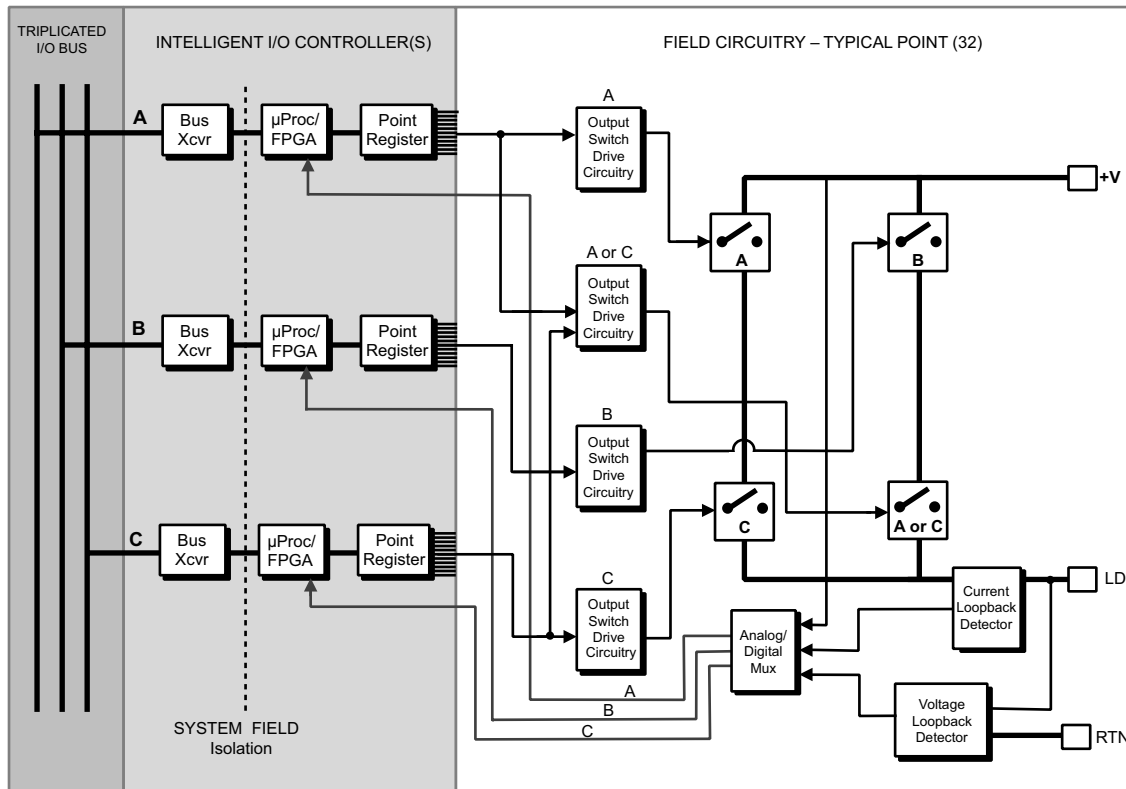 TRIPLICATED
I/O BUS
INTELLIGENT I/O CONTROLLER(S)
FIELD CIRCUITRY – TYPICAL POINT (32)
A
Bus
Xcvr
µProc/
FPGA
Point
Register
A
Output
Switch
Drive
Circuitry
+V
A
B
A or C
Output
Switch
Drive
Circuitry
B
Bus
Xcvr
µProc/
FPGA
Point
Register
B
Output
Switch
Drive
Circuitry
C
A or C
C
Bus
Xcvr
µProc/
FPGA
Point
Register
C
Output
Switch
Drive
Circuitry
Analog/
Digital
Mux
Current
Loopback
Detector
LD
A
B
C
Voltage
Loopback
Detector
RTN
SYSTEM FIELD
Isolation